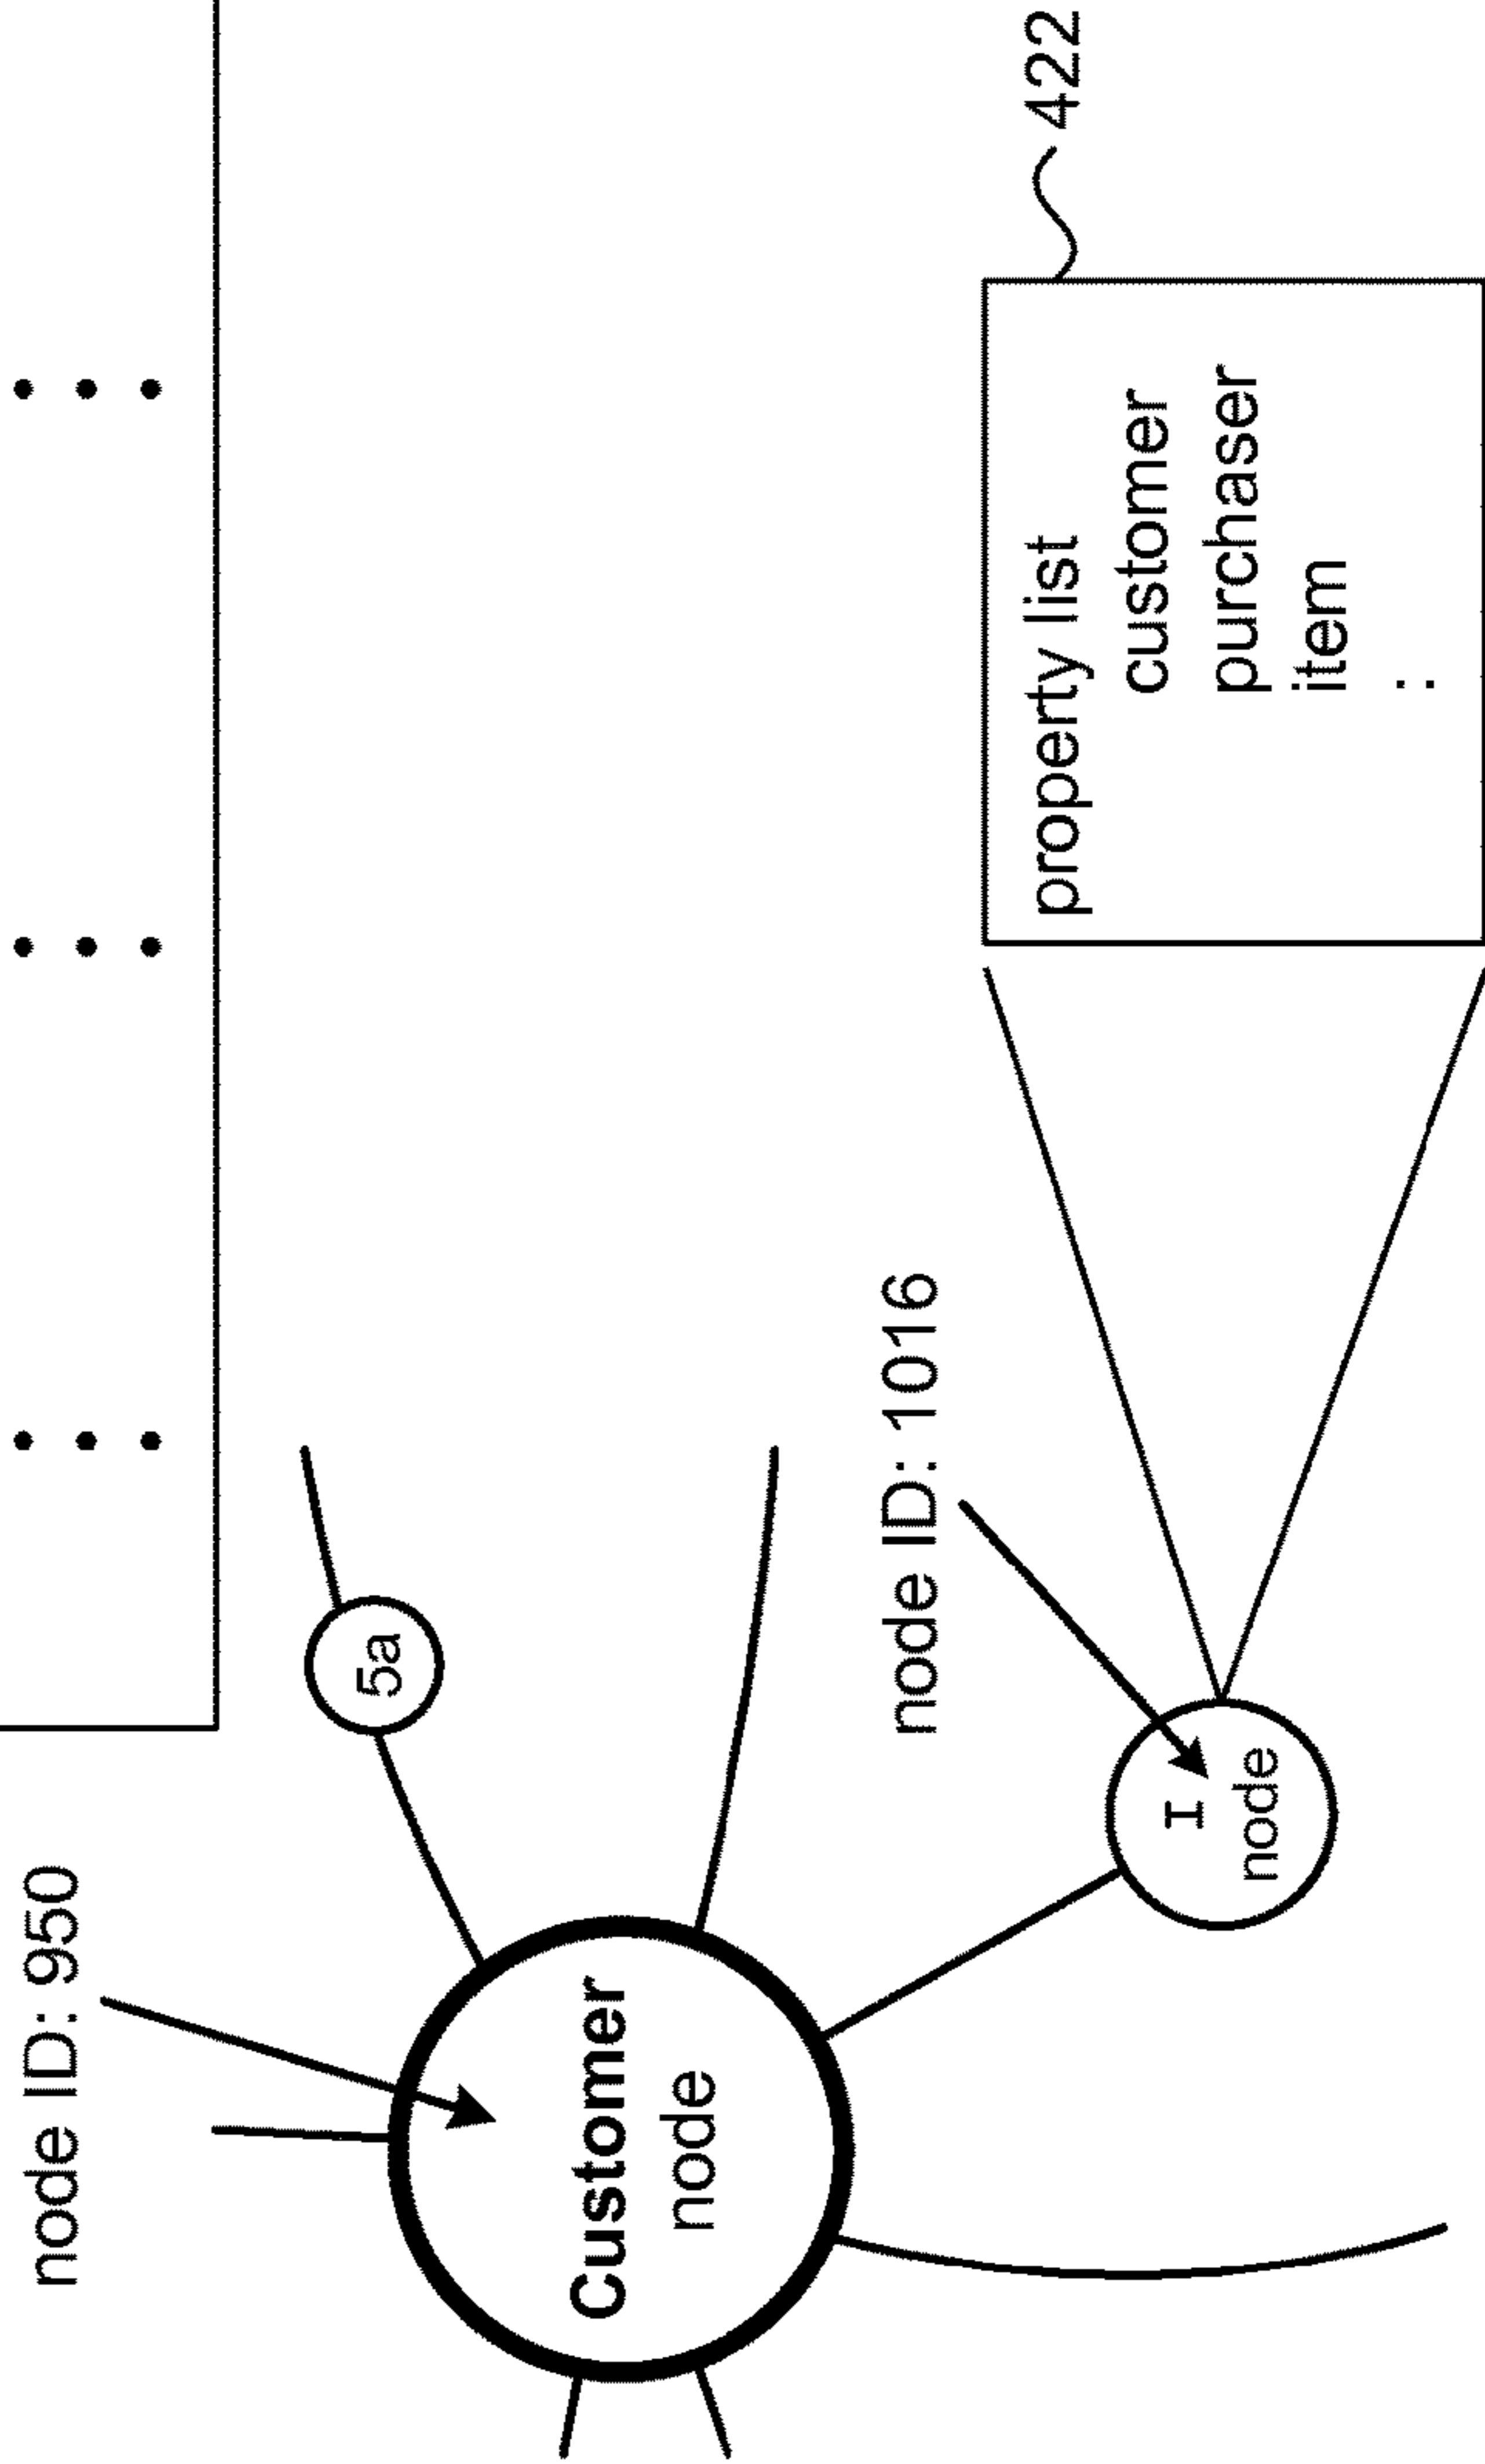 node ID: 950
5a
Customer
node
node ID: 1016
I
node
property list
customer
purchaser
item
:
422